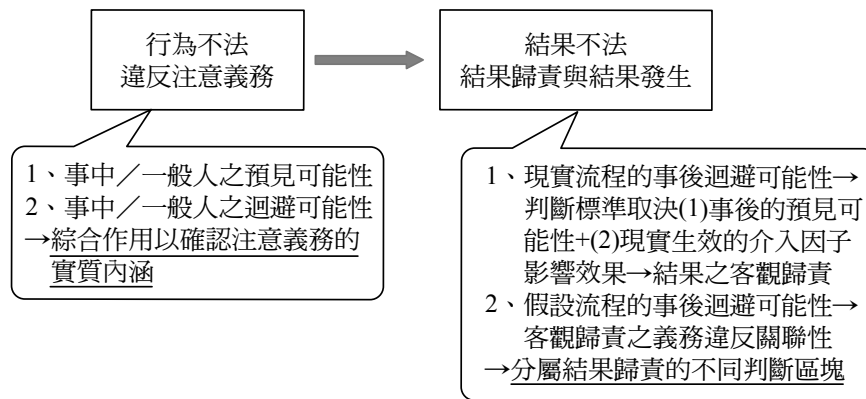 行為不法
違反注意義務
結果不法
結果歸責與結果發生
1、事中／一般人之預見可能性
2、事中／一般人之迴避可能性
→綜合作用以確認注意義務的
實質內涵
1、現實流程的事後迴避可能性→
判斷標準取決(1)事後的預見可
能性+(2)現實生效的介入因子
影響效果→結果之客觀歸責
2、假設流程的事後迴避可能性→
客觀歸責之義務違反關聯性
→分屬結果歸責的不同判斷區塊